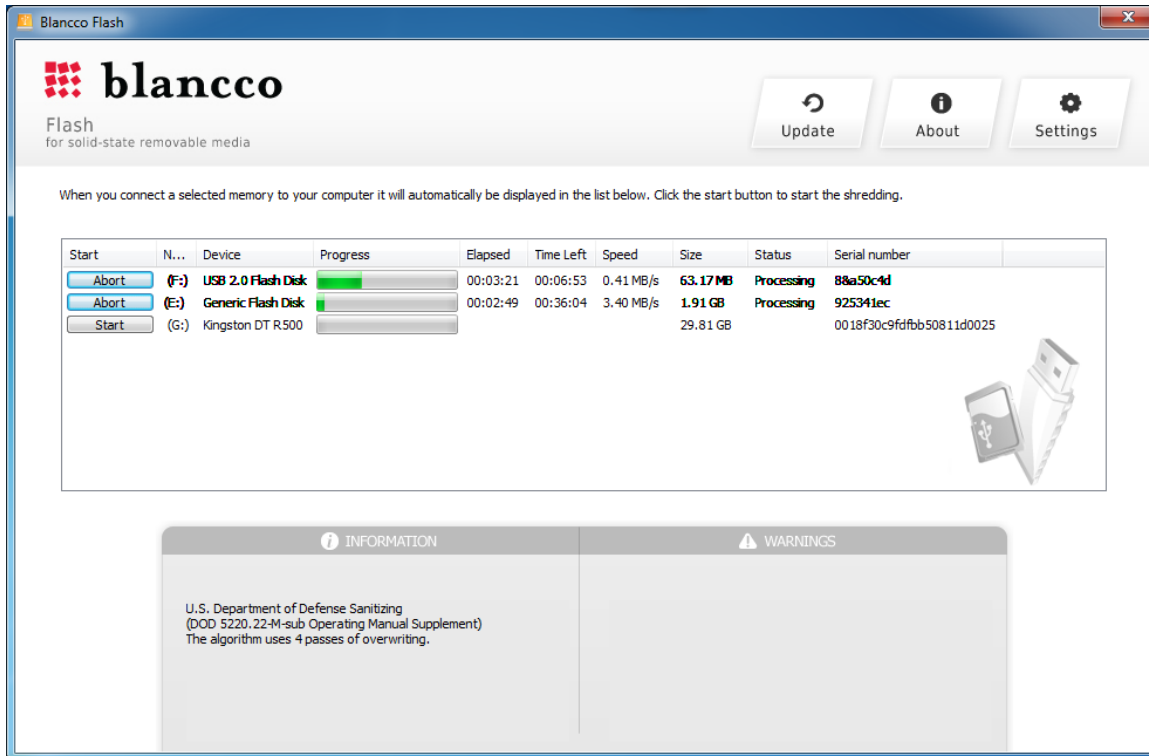 Blancco Flash
blancco
Flash
for solid-state removable media
Update
About
Settings
When you connect a selected memory to your computer it will automatically be displayed in the list below. Click the start button to start the shredding.
Start N... Device Progress Elapsed Time Left Speed Size Status Serial number
Abort (F:) USB 2.0 Flash Disk 00:03:21 00:06:53 0.41 MB/s 63.17 MB Processing 88a50c4d
Abort (E:) Generic Flash Disk 00:02:49 00:36:04 3.40 MB/s 1.91 GB Processing 925341ec
Start (G:) Kingston DT R500 29.81 GB 0018f30c9fdfbb50811d0025
INFORMATION
WARNINGS
U.S. Department of Defense Sanitizing
(DOD 5220.22-M-sub Operating Manual Supplement)
The algorithm uses 4 passes of overwriting.